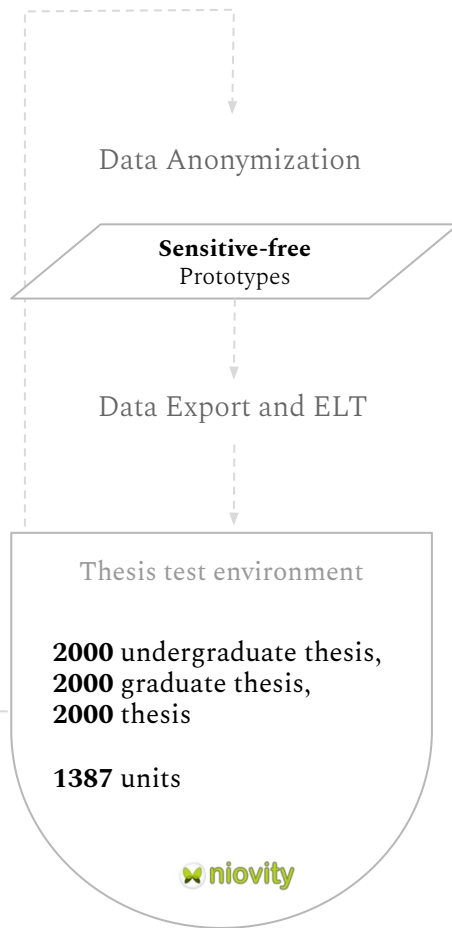 Data Anonymization
Sensitive-free
Prototypes
Data Export and ELT
Thesis test environment
2000 undergraduate thesis,
2000 graduate thesis,
2000 thesis
1387 units
niovity